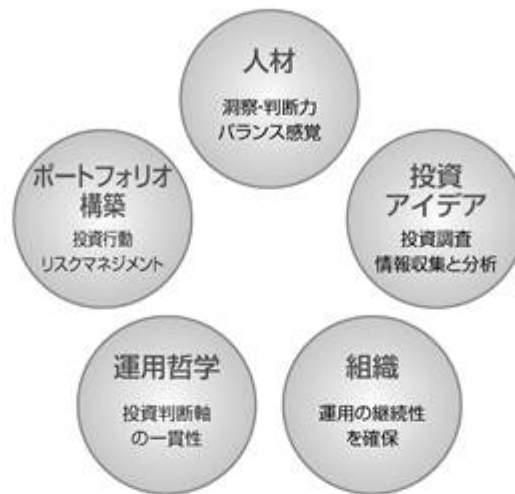 人材
洞察・判断力
バランス感覚
ポートフォリオ
構築
投資行動
リスクマネジメント
投資
アイデア
投資調査
情報収集と分析
運用哲学
投資判断軸
の一貫性
組織
運用の継続性
を確保